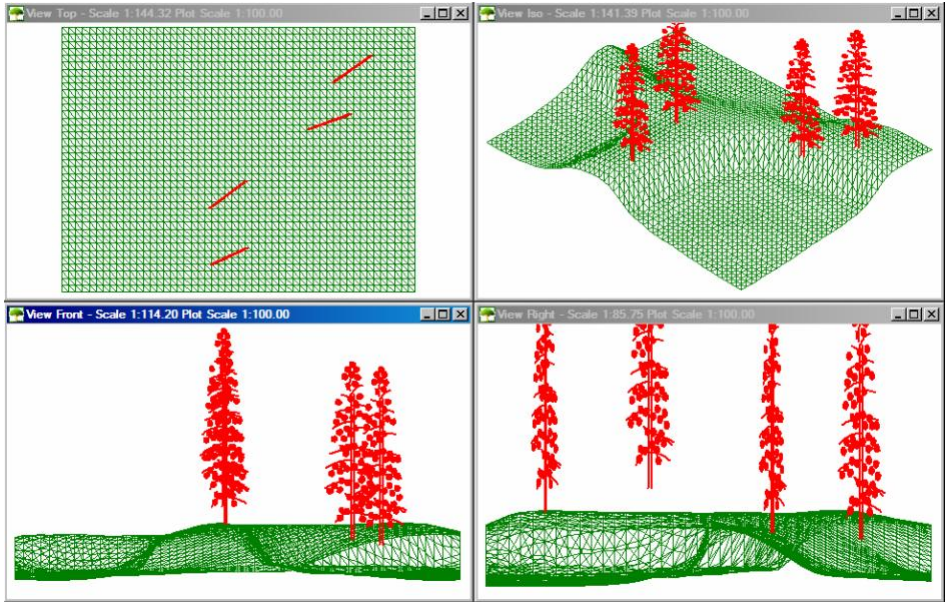 View Top - Scale 1:144.32 Plot Scale 1:100.00
View Iso - Scale 1:141.39 Plot Scale 1:100.00
View Front - Scale 1:114.20 Plot Scale 1:100.00
View Right - Scale 1:85.75 Plot Scale 1:100.00